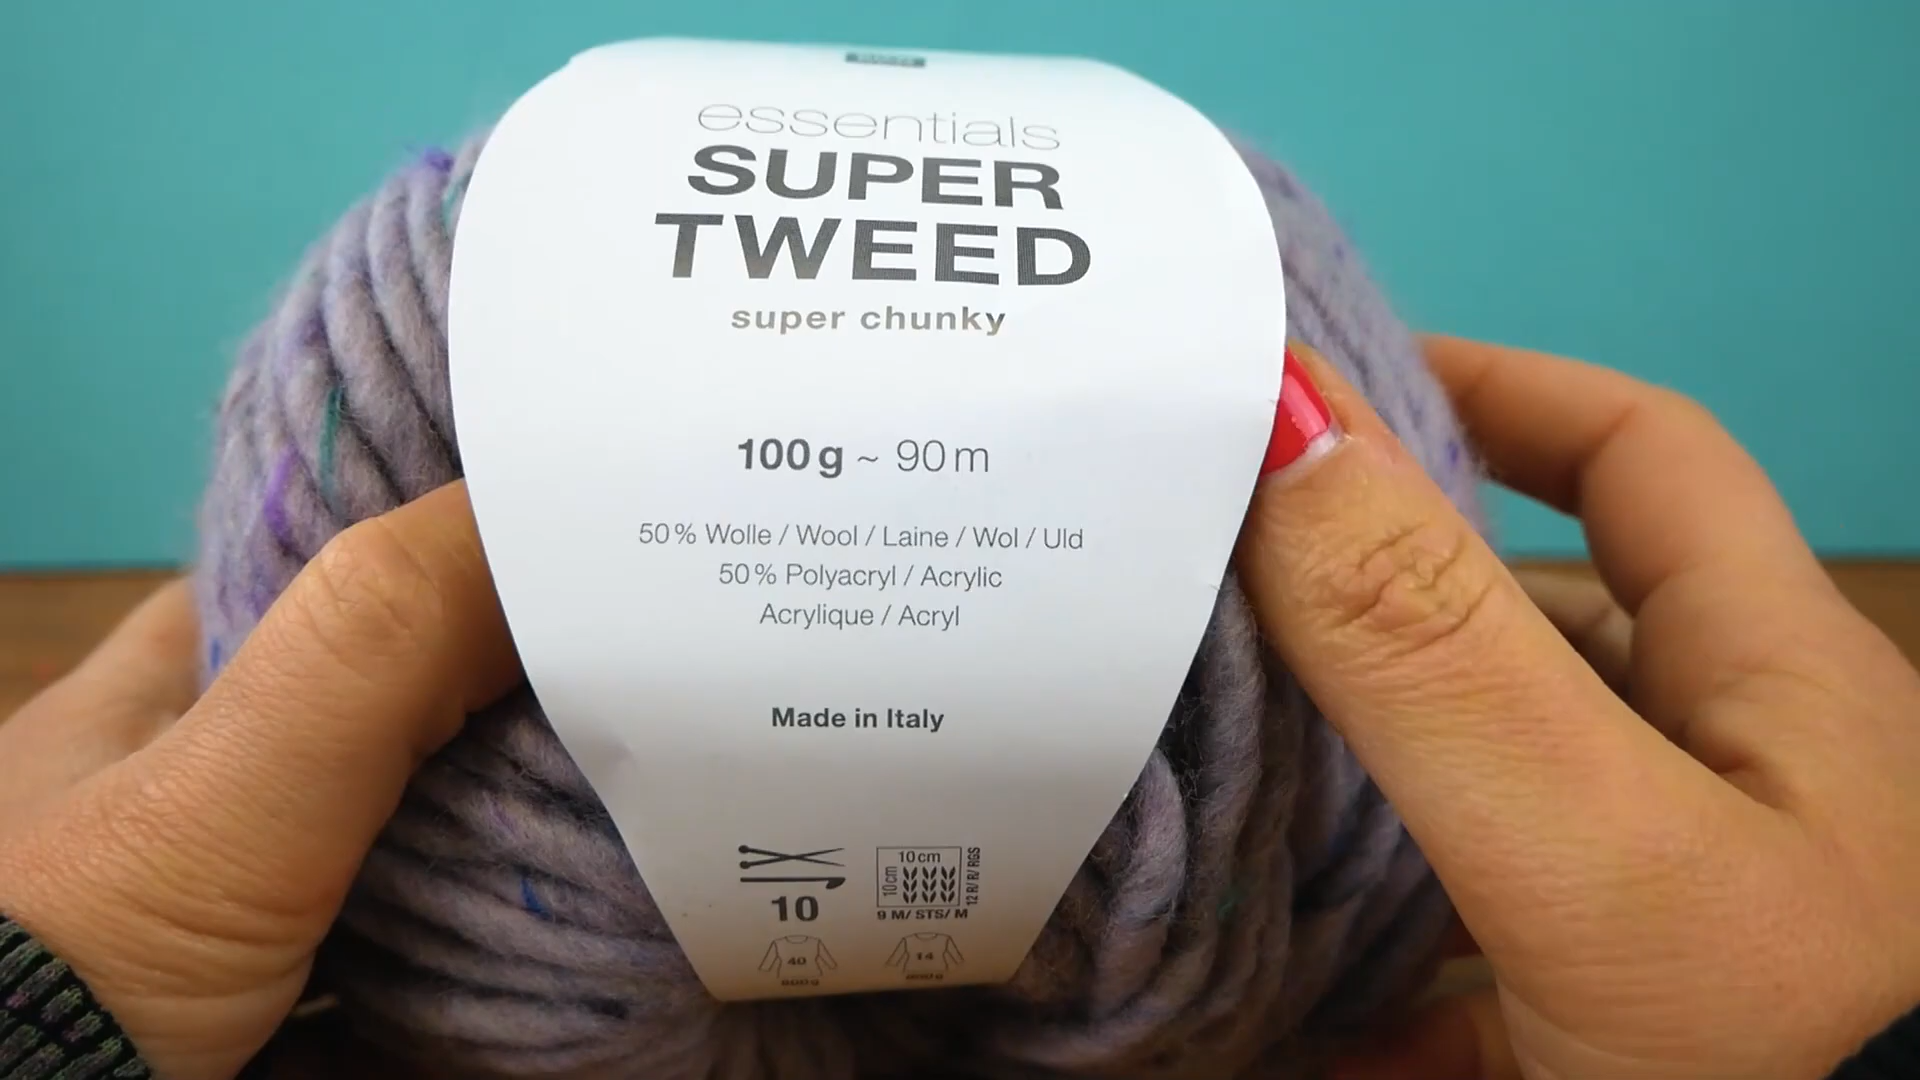 essentials
SUPER
TWEED
super chunky
100 g ~ 90 m
50 % Wolle / Wool / Laine / Wol / Uld
50 % Polyacryl / Acrylic
Acrylique / Acryl
Made in Italy
10 cm
10 cm
12 R/ R/ RGS
10
9 M/ STS/ M
40
14